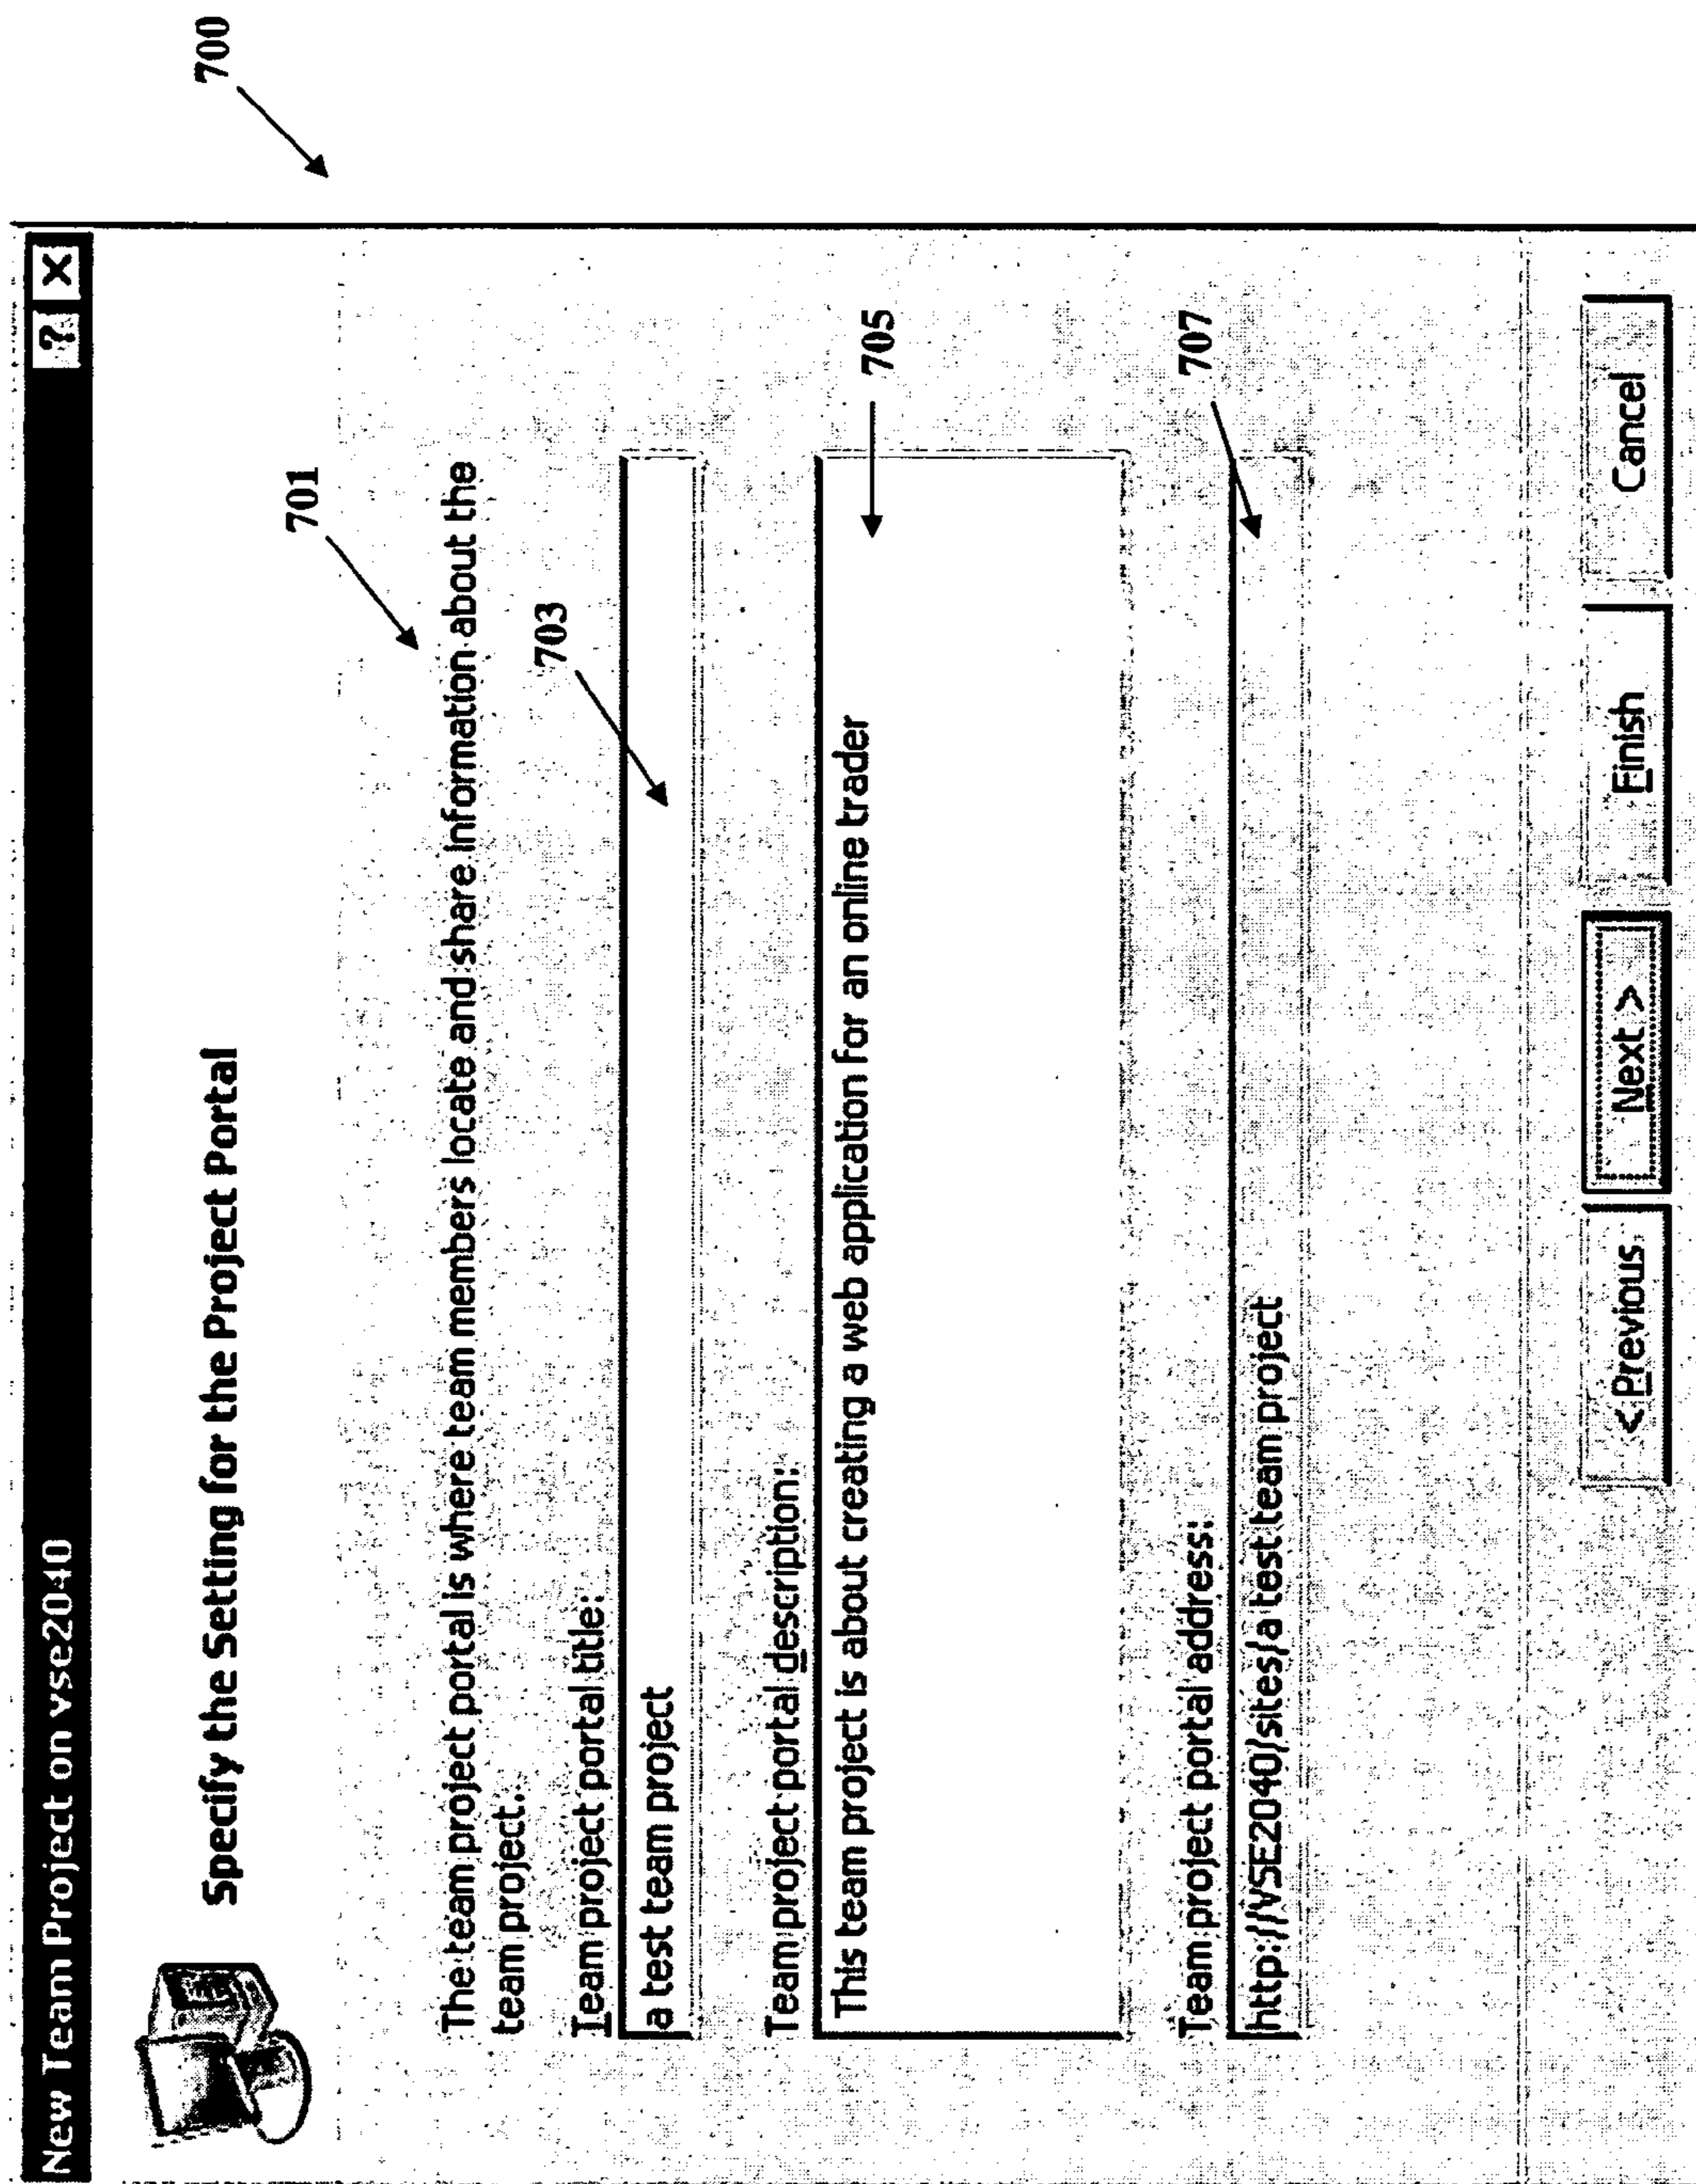 700
New Team Project on vse2040 ? X
Specify the Setting for the Project Portal
701
The team project portal is where team members locate and share information about the
team project.
703
Team project portal title:
a test team project
Team project portal description:
705
This team project is about creating a web application for an online trader
707
Team project portal address:
http://VSE2040/sites/a test team project
< Previous Next > Finish Cancel